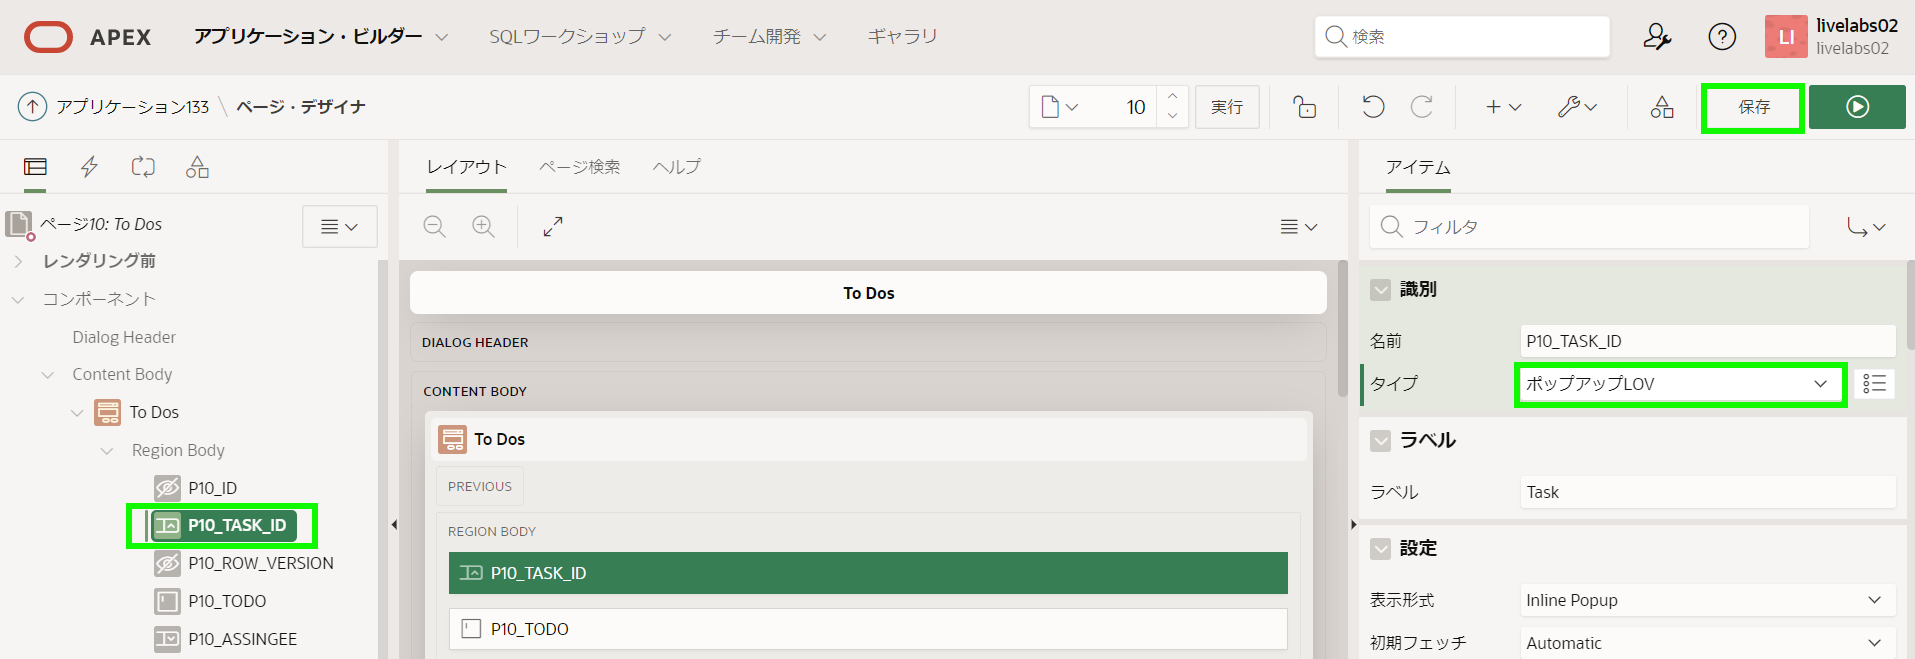 APEX アプリケーション・ビルダー SQLワークショップ チーム開発 ギャラリ 検索 LI livelabs02
livelabs02
アプリケーション133 \ ページ・デザイナ 10 実行 保存
レイアウト ページ検索 ヘルプ
アイテム
ページ10: To Dos
レンダリング前
コンポーネント
Dialog Header
Content Body
To Dos
Region Body
P10_ID
P10_TASK_ID
P10_ROW_VERSION
P10_TODO
P10_ASSINGEE
To Dos
DIALOG HEADER
CONTENT BODY
To Dos
PREVIOUS
REGION BODY
P10_TASK_ID
P10_TODO
フィルタ
識別
名前 P10_TASK_ID
タイプ ポップアップLOV
ラベル
ラベル Task
設定
表示形式 Inline Popup
初期フェッチ Automatic